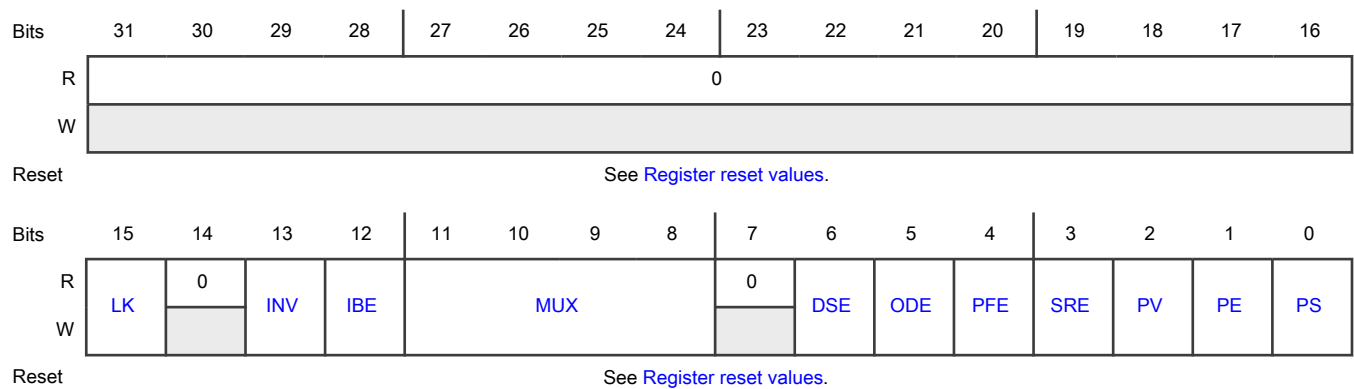 Bits 31 30 29 28 27 26 25 24 23 22 21 20 19 18 17 16
R 0
W
Reset See Register reset values.
Bits 15 14 13 12 11 10 9 8 7 6 5 4 3 2 1 0
R LK 0 INV IBE MUX 0 DSE ODE PFE SRE PV PE PS
W
Reset See Register reset values.